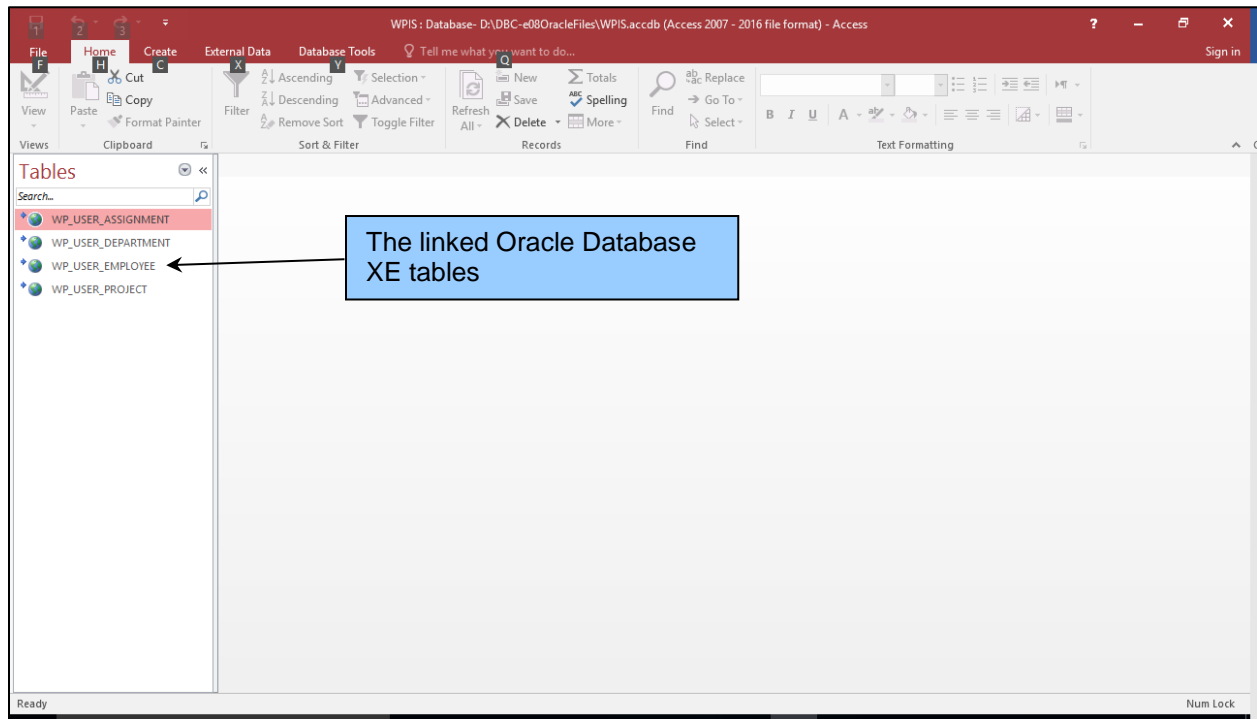 WPIS : Database- D:\DBC-e08OracleFiles\WPIS.accdb (Access 2007 - 2016 file format) - Access ?
1 2 3
File Home Create External Data Database Tools Tell me what you want to do... Sign in
F H C X Y Q
View
Views
Paste
Cut
Copy
Format Painter
Clipboard
Filter
Ascending
Descending
Remove Sort
Selection
Advanced
Toggle Filter
Sort & Filter
Refresh
All
New
Save
Delete
Totals
Spelling
More
Records
Find
Replace
Go To
Select
Find
B I U A
Text Formatting
Tables
Search...
WP_USER_ASSIGNMENT
WP_USER_DEPARTMENT
WP_USER_EMPLOYEE
WP_USER_PROJECT
The linked Oracle Database
XE tables
Ready Num Lock